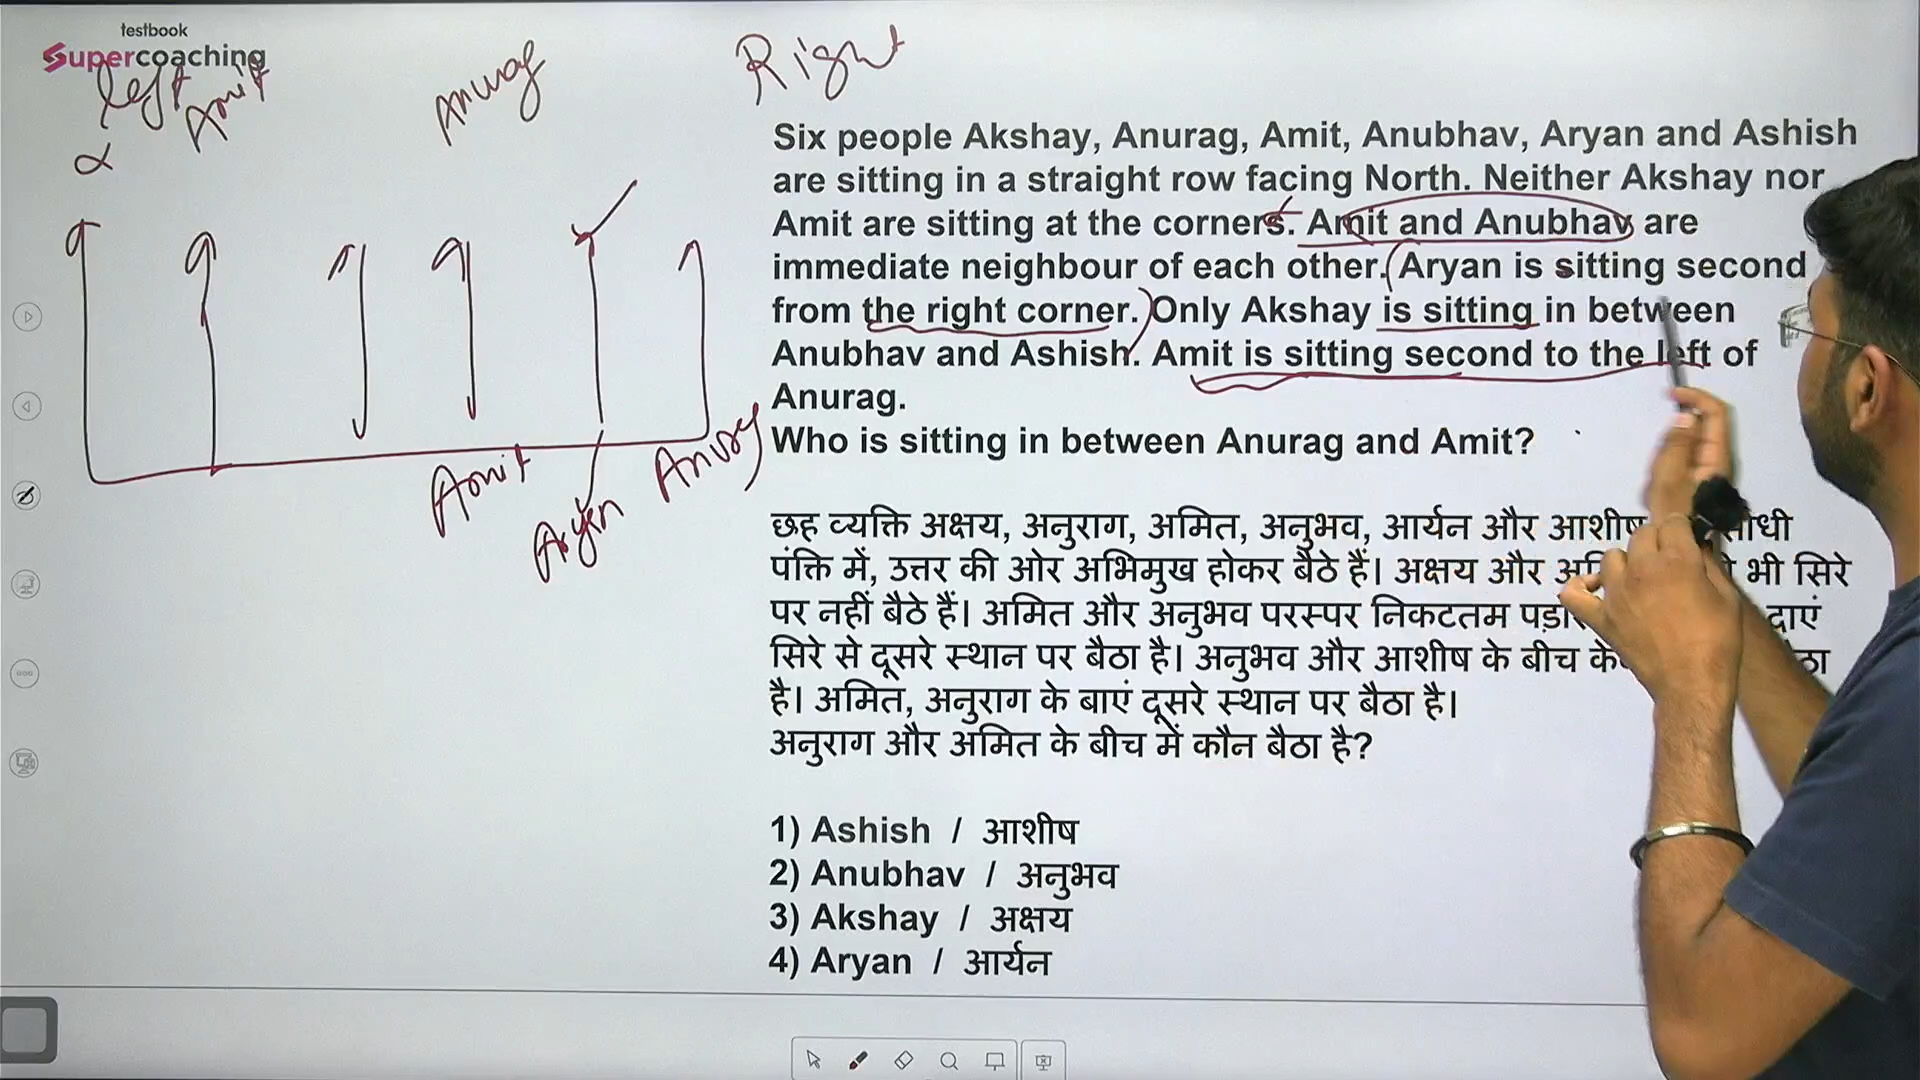 testbook
Supercoaching
left
Amit
Anurag
Right
Six people Akshay, Anurag, Amit, Anubhav, Aryan and Ashish
are sitting in a straight row facing North. Neither Akshay nor
Amit are sitting at the corners. Amit and Anubhav are
immediate neighbour of each other. Aryan is sitting second
from the right corner. Only Akshay is sitting in between
Anubhav and Ashish. Amit is sitting second to the left of
Anurag.
Who is sitting in between Anurag and Amit?
Amit
Aryan
Anurag
छह व्यक्ति अक्षय, अनुराग, अमित, अनुभव, आर्यन और आशीष
पंक्ति में, उत्तर की ओर अभिमुख होकर बैठे हैं। अक्षय और भी सिरे
पर नहीं बैठे हैं। अमित और अनुभव परस्पर निकटतम दाएं
सिरे से दूसरे स्थान पर बैठा है। अनुभव और आशीष के बीच
है। अमित, अनुराग के बाएं दूसरे स्थान पर बैठा है।
अनुराग और अमित के बीच में कौन बैठा है?
1) Ashish / आशीष
2) Anubhav / अनुभव
3) Akshay / अक्षय
4) Aryan / आर्यन